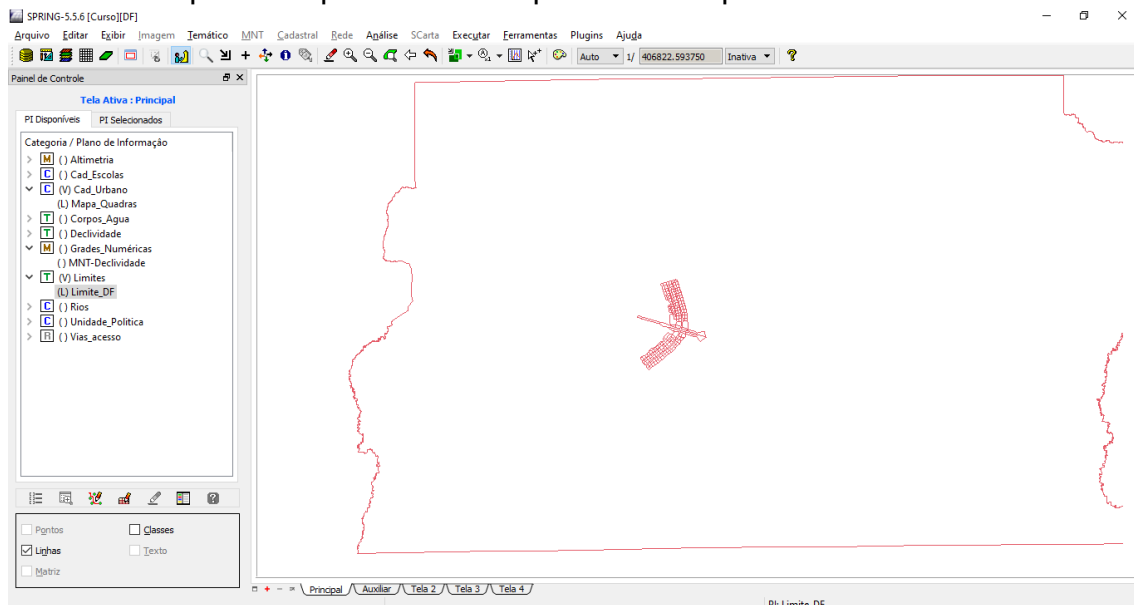 SPRING-5.5.6 [Curso][DF]
Arquivo Editar Exibir Imagem Temático MNT Cadastral Rede Análise SCarta Executar Ferramentas Plugins Ajuda
Auto 1/ 406822.593750 Inativa
Painel de Controle
Tela Ativa : Principal
PI Disponíveis PI Selecionados
Categoria / Plano de Informação
M () Altimetria
C () Cad_Escolas
C (V) Cad_Urbano
(L) Mapa_Quadras
T () Corpos_Agua
T () Declividade
M () Grades_Numéricas
() MNT-Declividade
T (V) Limites
(L) Limite_DF
C () Rios
C () Unidade_Politica
R () Vias_acesso
Pontos Classes
Linhas Texto
Matriz
Principal Auxiliar Tela 2 Tela 3 Tela 4
PI: Limite_DF